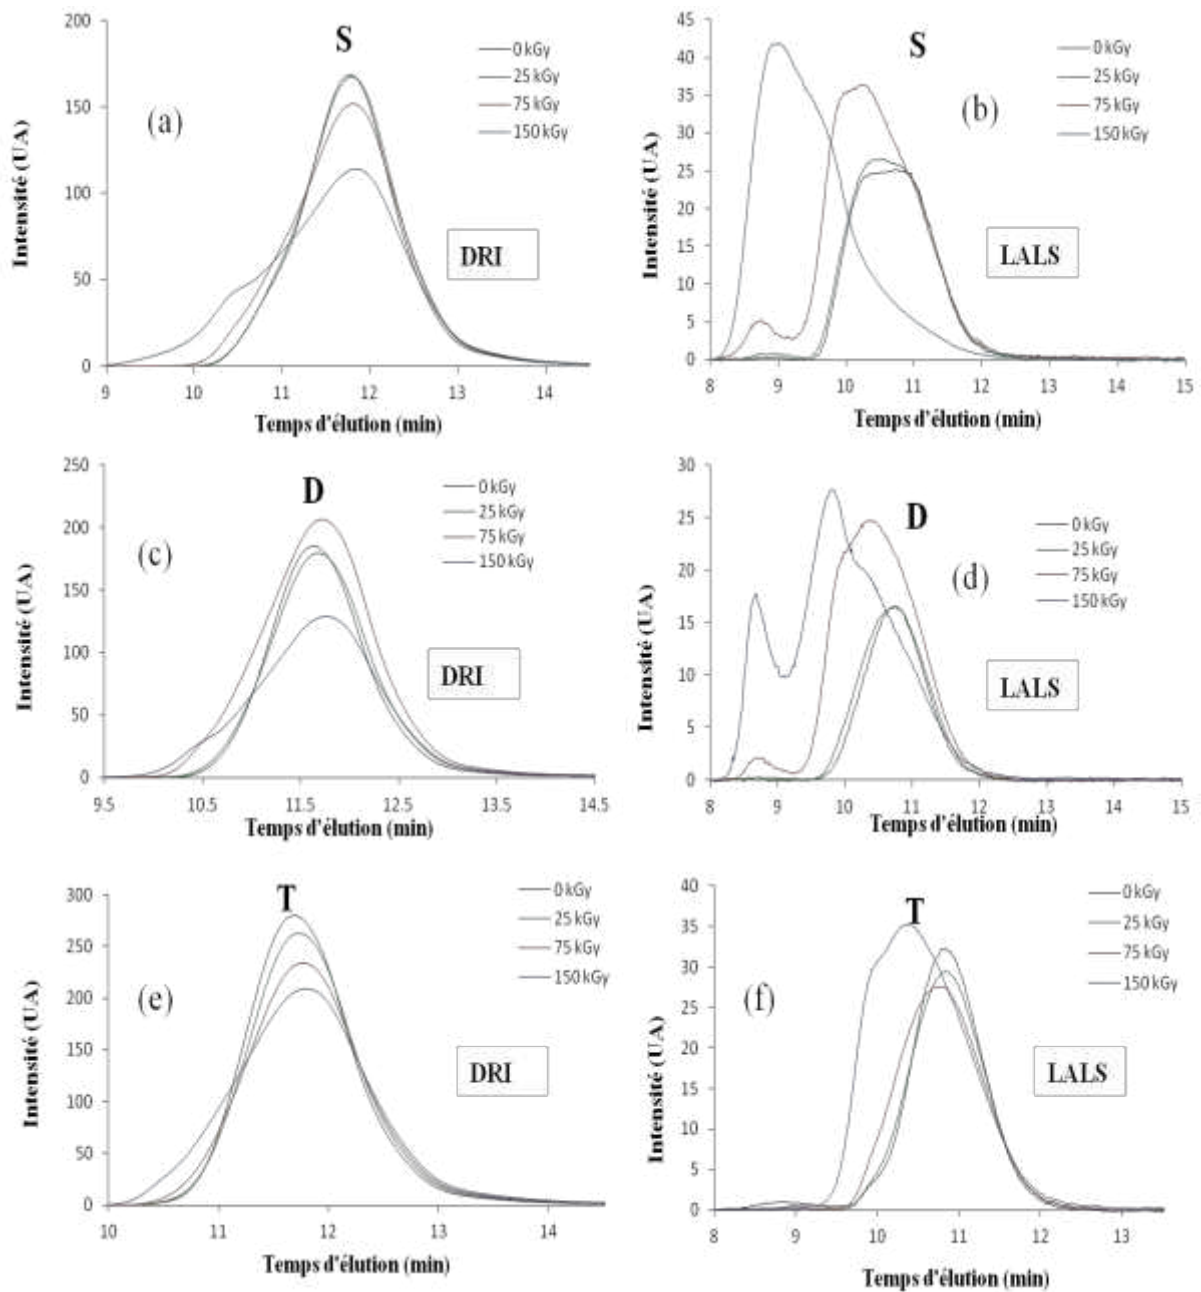 S
0 kGy
25 kGy
75 kGy
150 kGy
(a)
DRI
Intensité (UA)
200
150
100
50
0
9
10
11
12
13
14
Temps d'élution (min)
S
0 kGy
25 kGy
75 kGy
150 kGy
(b)
LALS
Intensité (UA)
45
40
35
30
25
20
15
10
5
0
8
9
10
11
12
13
14
15
Temps d'élution (min)
D
0 kGy
25 kGy
75 kGy
150 kGy
(c)
DRI
Intensité (UA)
250
200
150
100
50
0
9.5
10.5
11.5
12.5
13.5
14.5
Temps d'élution (min)
D
0 kGy
25 kGy
75 kGy
150 kGy
(d)
LALS
Intensité (UA)
30
25
20
15
10
5
0
8
9
10
11
12
13
14
15
Temps d'élution (min)
T
0 kGy
25 kGy
75 kGy
150 kGy
(e)
DRI
Intensité (UA)
300
250
200
150
100
50
0
10
11
12
13
14
Temps d'élution (min)
T
0 kGy
25 kGy
75 kGy
150 kGy
(f)
LALS
Intensité (UA)
40
35
30
25
20
15
10
5
0
8
9
10
11
12
13
Temps d'élution (min)